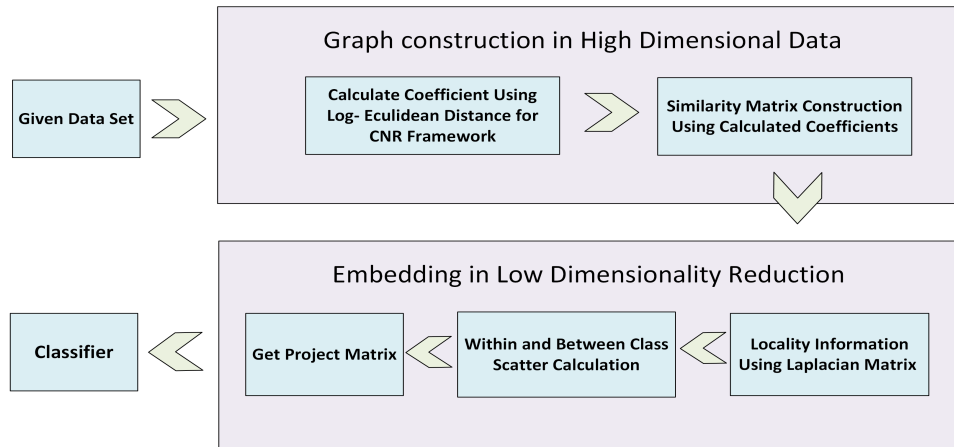 Graph construction in High Dimensional Data
Given Data Set
Calculate Coefficient Using
Log- Eculidean Distance for
CNR Framework
Similarity Matrix Construction
Using Calculated Coefficients
Embedding in Low Dimensionality Reduction
Locality Information
Using Laplacian Matrix
Within and Between Class
Scatter Calculation
Get Project Matrix
Classifier